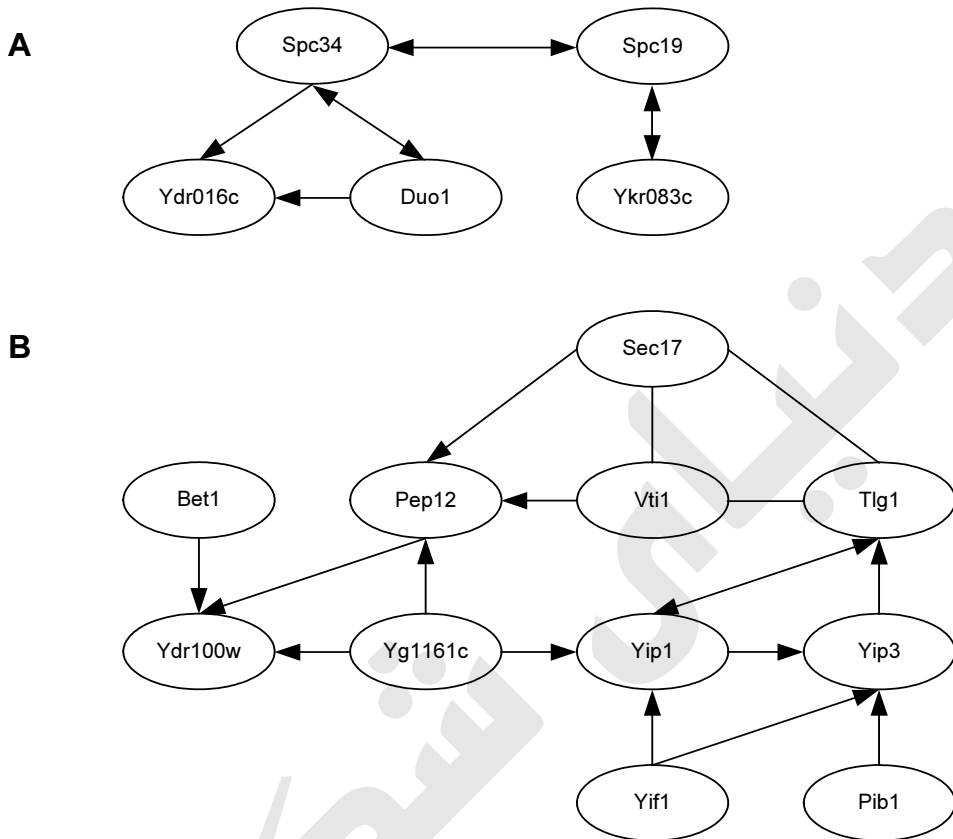 A
Spc34
Spc19
Ydr016c
Duo1
Ykr083c
B
Sec17
Bet1
Pep12
Vti1
Tlg1
Ydr100w
Yg1161c
Yip1
Yip3
Yif1
Pib1